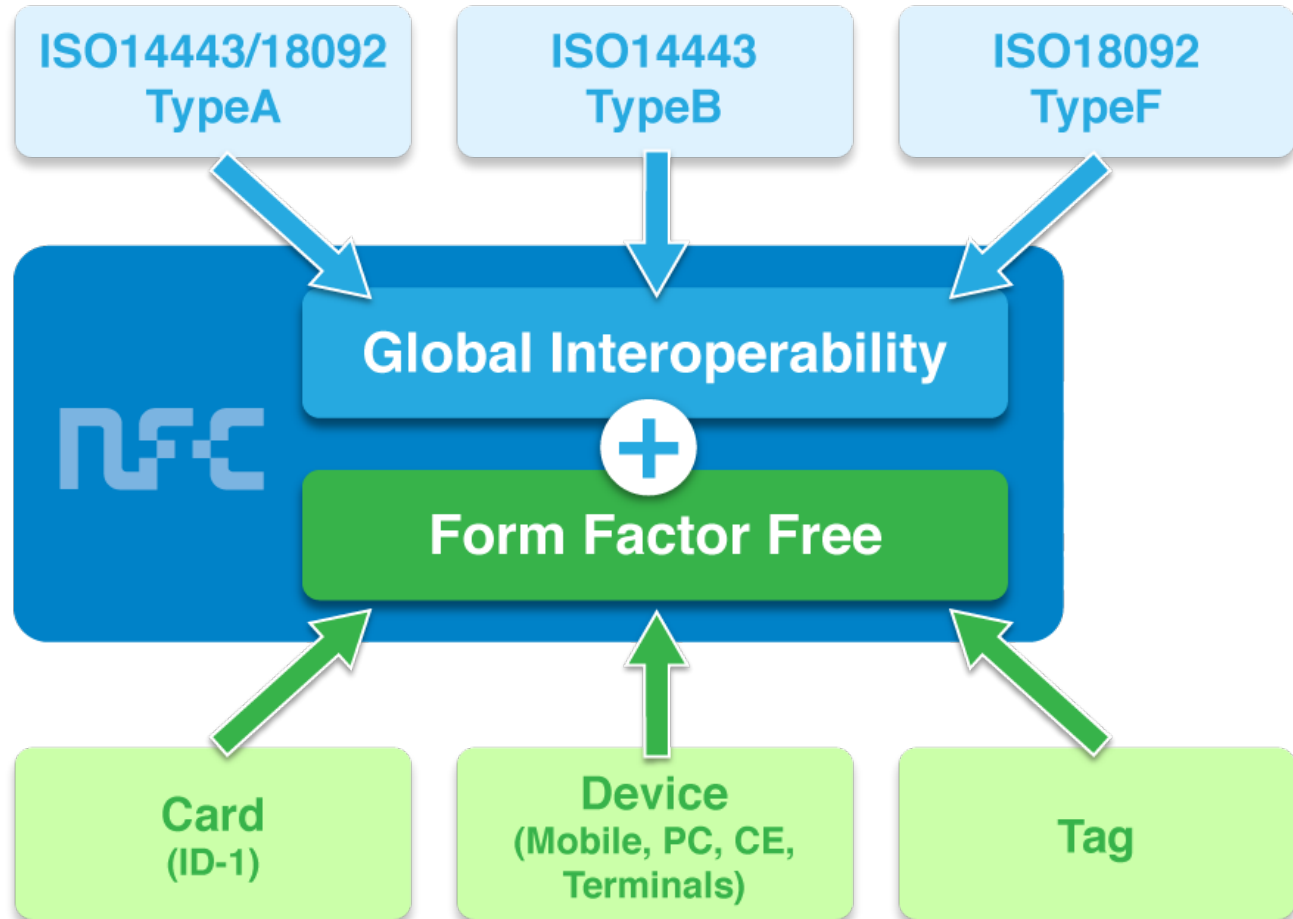 ISO14443/18092
TypeA
ISO14443
TypeB
ISO18092
TypeF
Global Interoperability
NFC
+
Form Factor Free
Card
(ID-1)
Device
(Mobile, PC, CE,
Terminals)
Tag